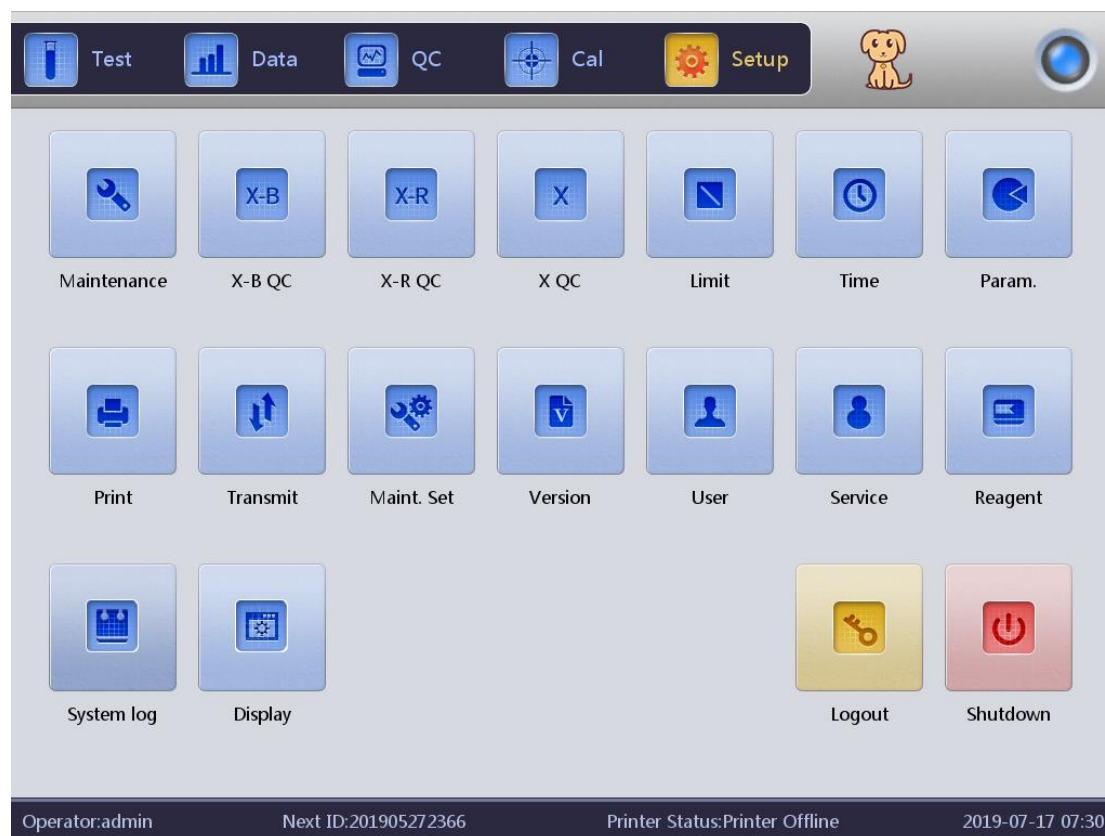 Test Data QC Cal Setup
X-B X-R X
Maintenance X-B QC X-R QC X QC Limit Time Param.
V
Print Transmit Maint. Set Version User Service Reagent
System log Display Logout Shutdown
Operator:admin Next ID:201905272366 Printer Status:Printer Offline 2019-07-17 07:30